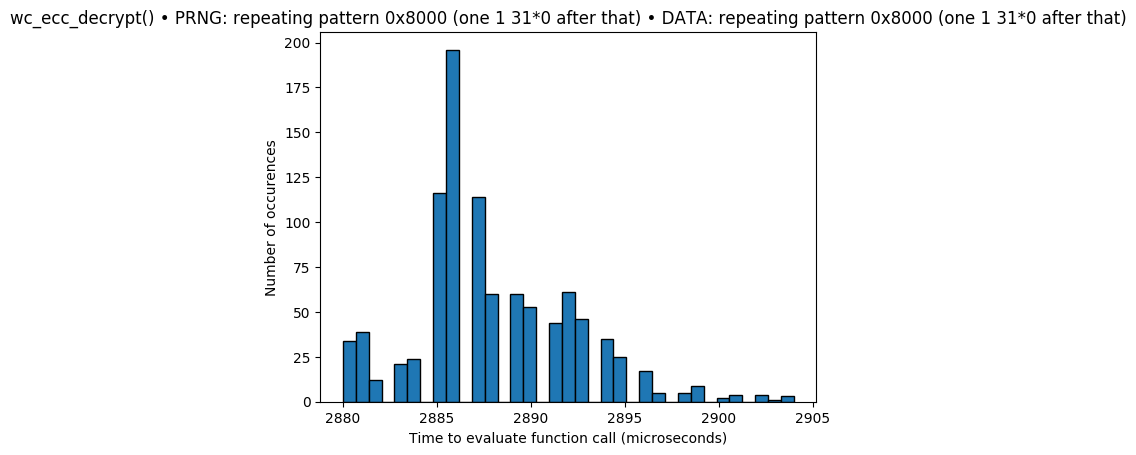 wc_ecc_decrypt() • PRNG: repeating pattern 0x8000 (one 1 31*0 after that) • DATA: repeating pattern 0x8000 (one 1 31*0 after that)
200
175
150
125
100
75
50
25
0
Number of occurences
2880 2885 2890 2895 2900 2905
Time to evaluate function call (microseconds)